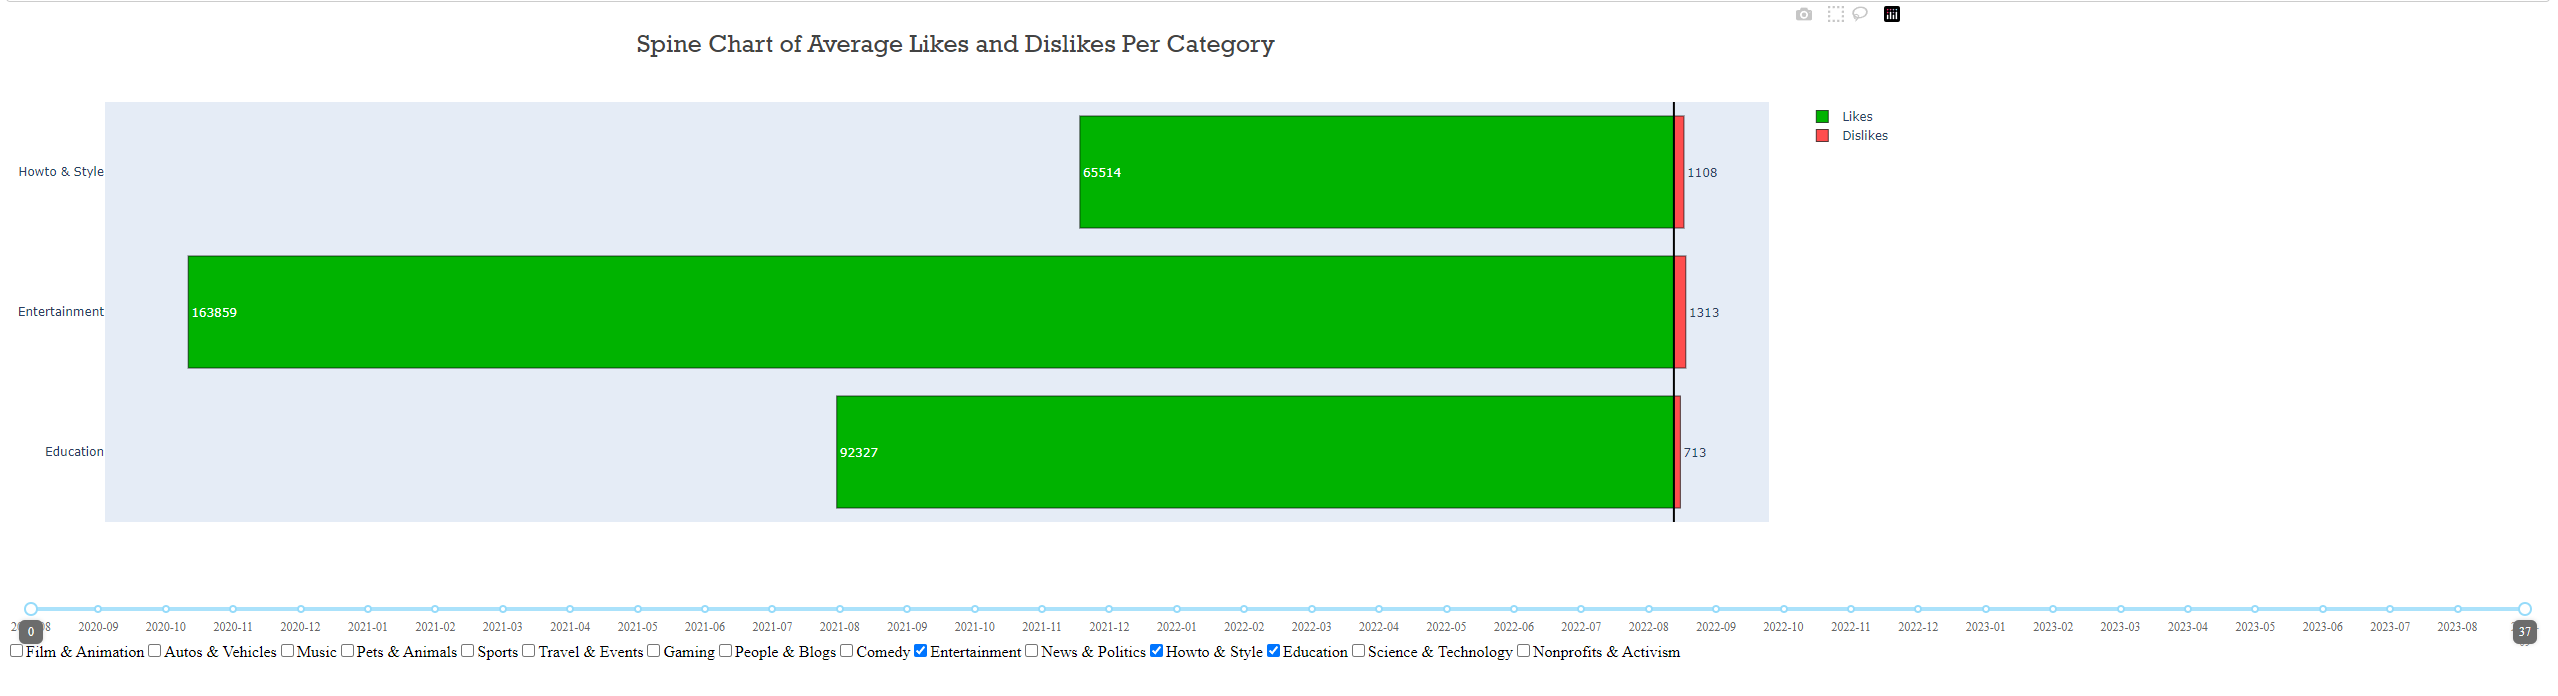 Spine Chart of Average Likes and Dislikes Per Category
Likes
Dislikes
Howto & Style 65514 1108
Entertainment 163859 1313
Education 92327 713
2020-09 2020-10 2020-11 2020-12 2021-01 2021-02 2021-03 2021-04 2021-05 2021-06 2021-07 2021-08 2021-09 2021-10 2021-11 2021-12 2022-01 2022-02 2022-03 2022-04 2022-05 2022-06 2022-07 2022-08 2022-09 2022-10 2022-11 2022-12 2023-01 2023-02 2023-03 2023-04 2023-05 2023-06 2023-07 2023-08
0 37
Film & Animation Autos & Vehicles Music Pets & Animals Sports Travel & Events Gaming People & Blogs Comedy Entertainment News & Politics Howto & Style Education Science & Technology Nonprofits & Activism